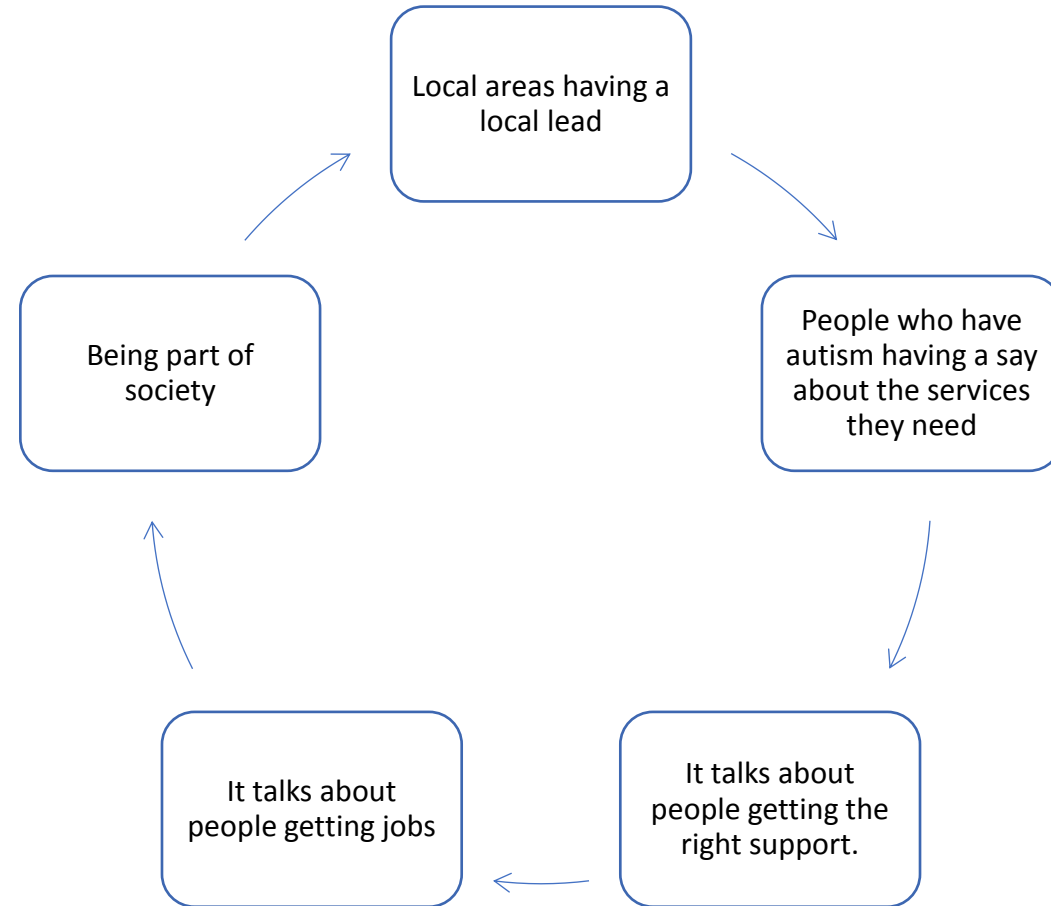 Local areas having a
local lead
People who have
autism having a say
about the services
they need
It talks about
people getting the
right support.
It talks about
people getting jobs
Being part of
society